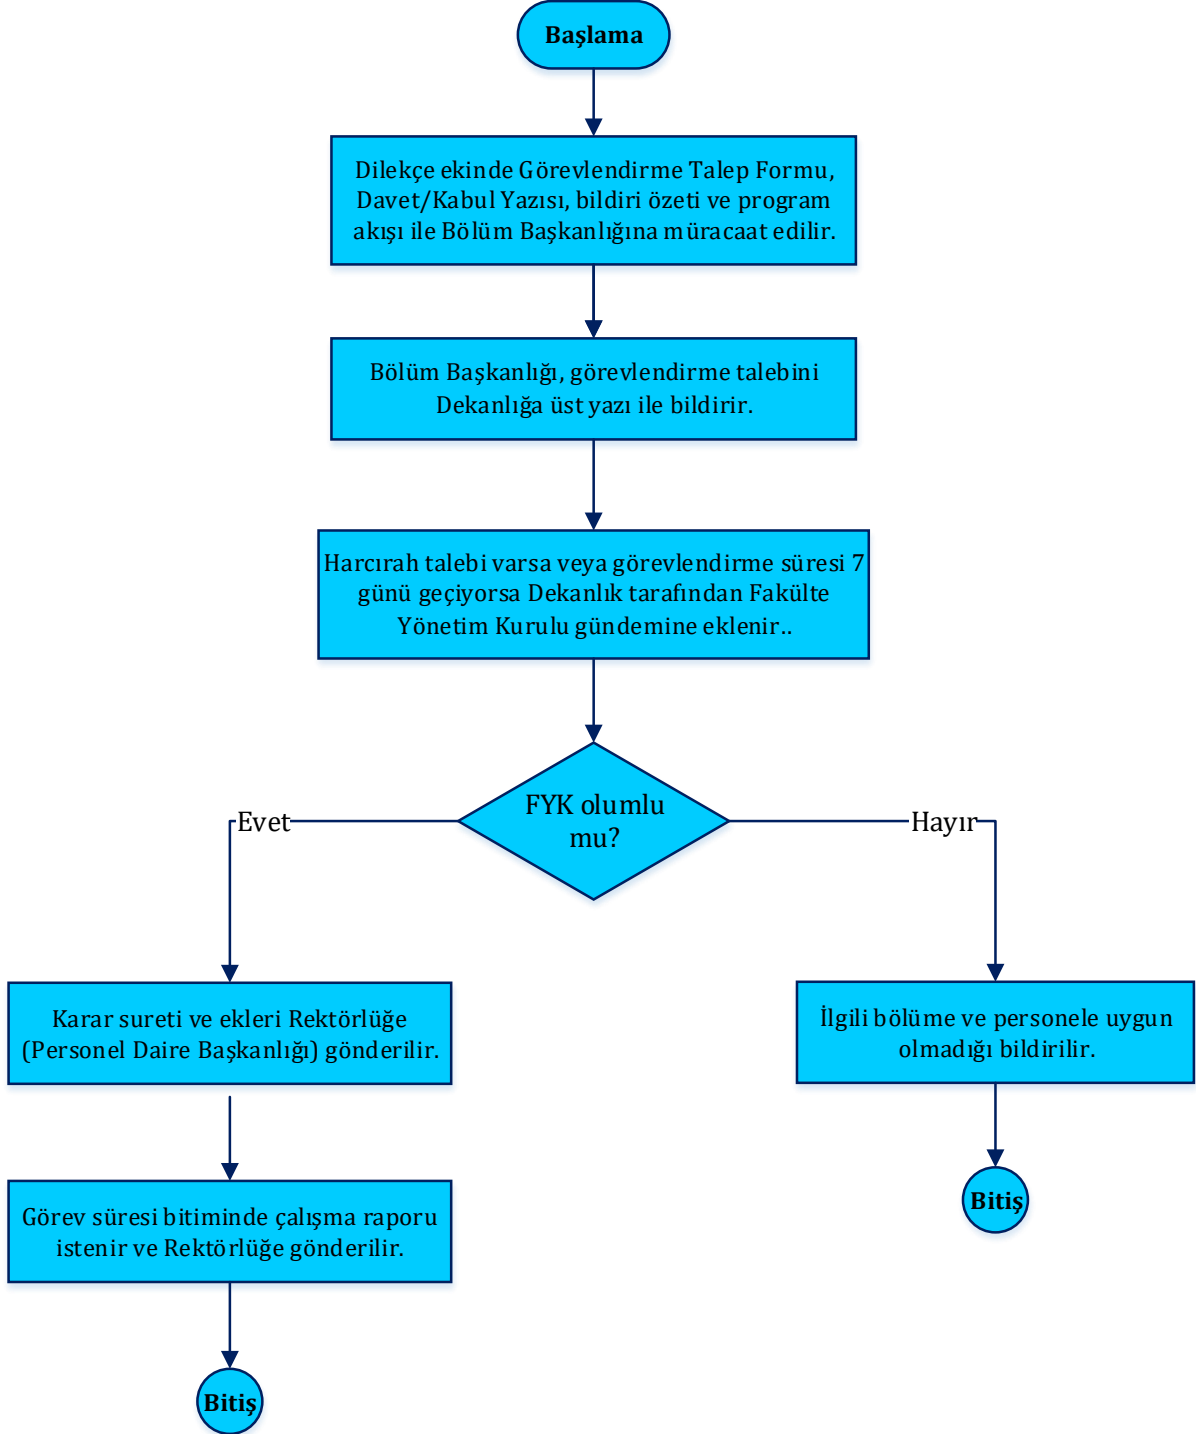 Başlama
Dilekçe ekinde Görevlendirme Talep Formu,
Davet/Kabul Yazısı, bildiri özeti ve program
akışı ile Bölüm Başkanlığına müracaat edilir.
Bölüm Başkanlığı, görevlendirme talebini
Dekanlığa üst yazı ile bildirir.
Harcırah talebi varsa veya görevlendirme süresi 7
günü geçiyorsa Dekanlık tarafından Fakülte
Yönetim Kurulu gündemine eklenir..
FYK olumlu
mu?
Evet
Hayır
Karar sureti ve ekleri Rektörlüğe
(Personel Daire Başkanlığı) gönderilir.
İlgili bölüme ve personele uygun
olmadığı bildirilir.
Görev süresi bitiminde çalışma raporu
istenir ve Rektörlüğe gönderilir.
Bitiş
Bitiş